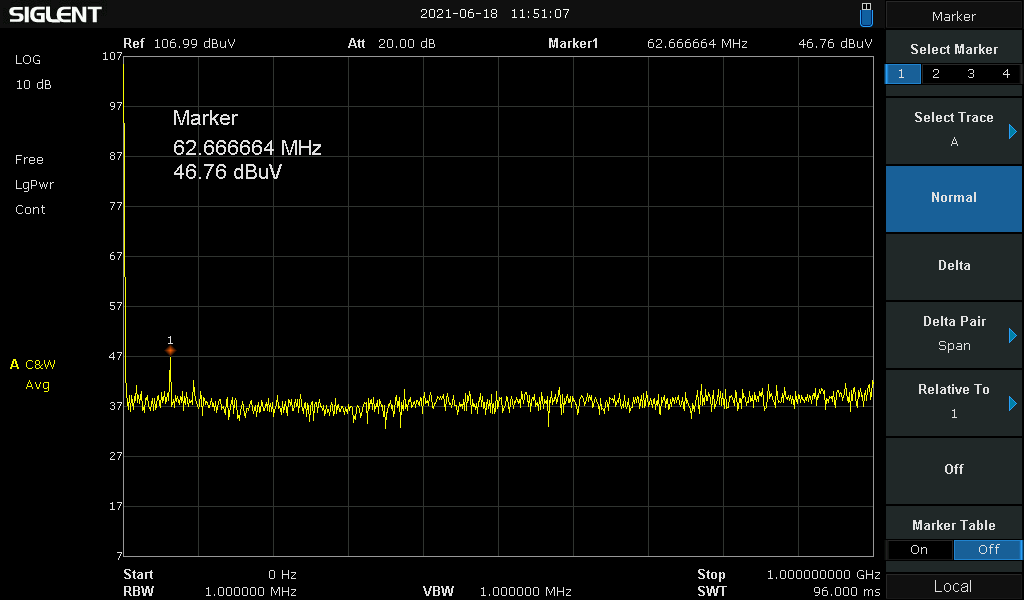 SIGLENT
2021-06-18 11:51:07
Marker
Ref 106.99 dBuV Att 20.00 dB Marker1 62.666664 MHz 46.76 dBuV
Select Marker
1 2 3 4
LOG
10 dB
Free
LgPwr
Cont
A C&W
Avg
107
97
87
77
67
57
47
37
27
17
7
Marker
62.666664 MHz
46.76 dBuV
1
Select Trace
A
Normal
Delta
Delta Pair
Span
Relative To
1
Off
Marker Table
On Off
Local
Start 0 Hz Stop 1.000000000 GHz
RBW 1.000000 MHz VBW 1.000000 MHz SWT 96.000 ms